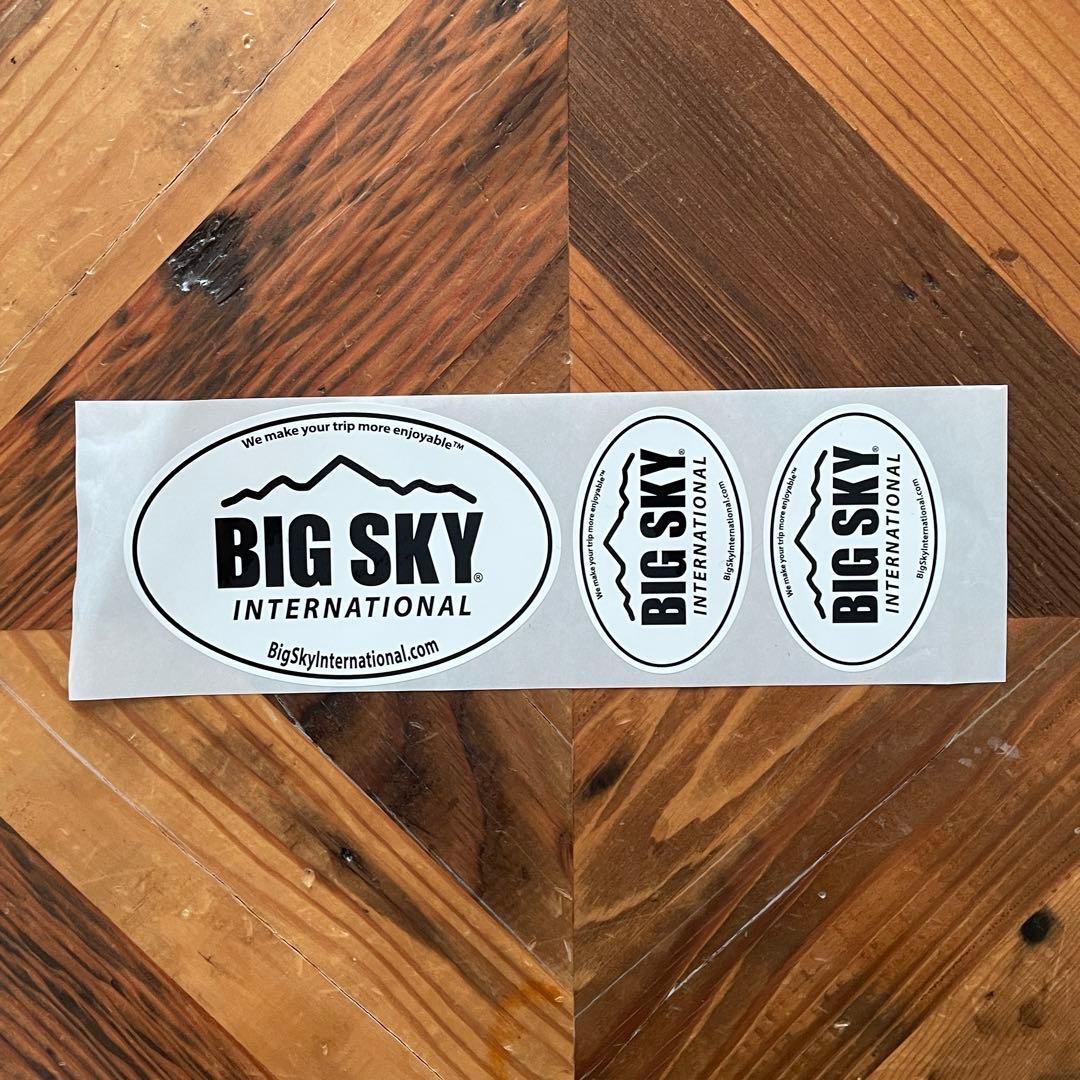 We make your trip more enjoyable™
BIG SKY®
INTERNATIONAL
BigSkyInternational.com
We make your trip more enjoyable™
BIG SKY®
INTERNATIONAL
BigSkyInternational.com
We make your trip more enjoyable™
BIG SKY®
INTERNATIONAL
BigSkyInternational.com